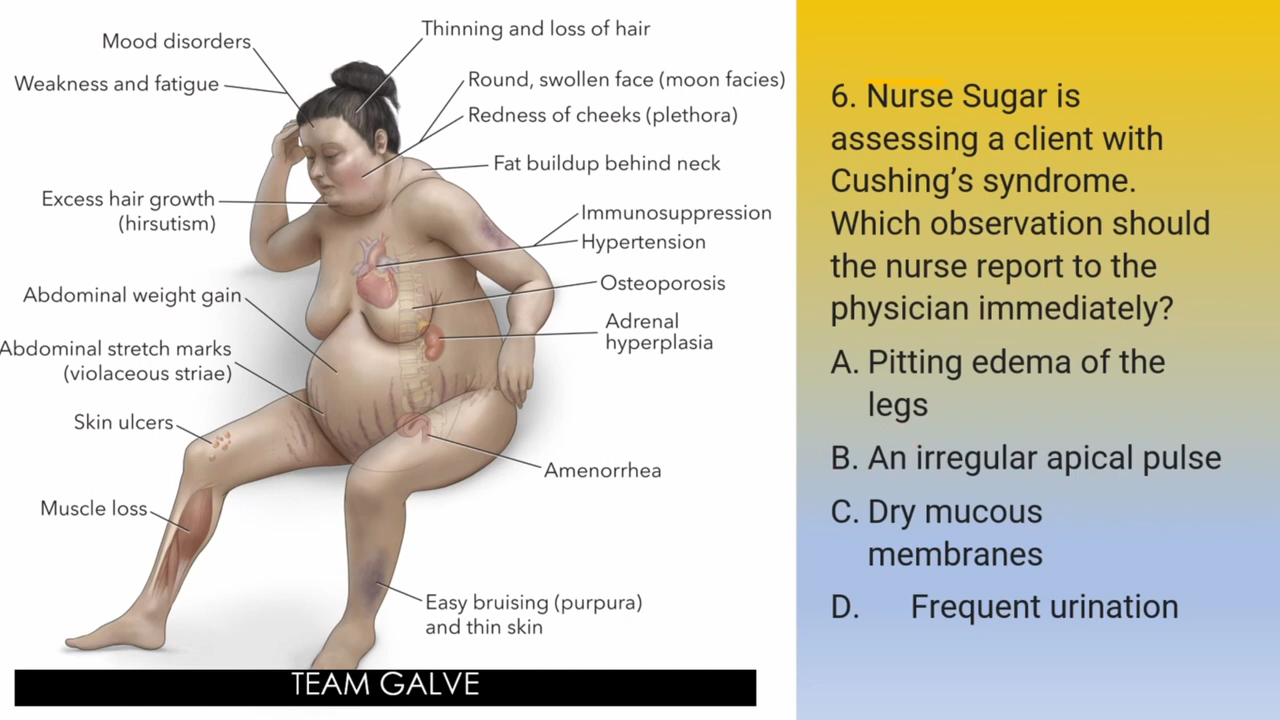 Mood disorders
Thinning and loss of hair
Weakness and fatigue
Round, swollen face (moon facies)
Redness of cheeks (plethora)
Fat buildup behind neck
Excess hair growth
(hirsutism)
Immunosuppression
Hypertension
Osteoporosis
Abdominal weight gain
Adrenal
hyperplasia
Abdominal stretch marks
(violaceous striae)
Skin ulcers
Amenorrhea
Muscle loss
Easy bruising (purpura)
and thin skin
TEAM GALVE
6. Nurse Sugar is
assessing a client with
Cushing’s syndrome.
Which observation should
the nurse report to the
physician immediately?
A. Pitting edema of the
legs
B. An irregular apical pulse
C. Dry mucous
membranes
D. Frequent urination